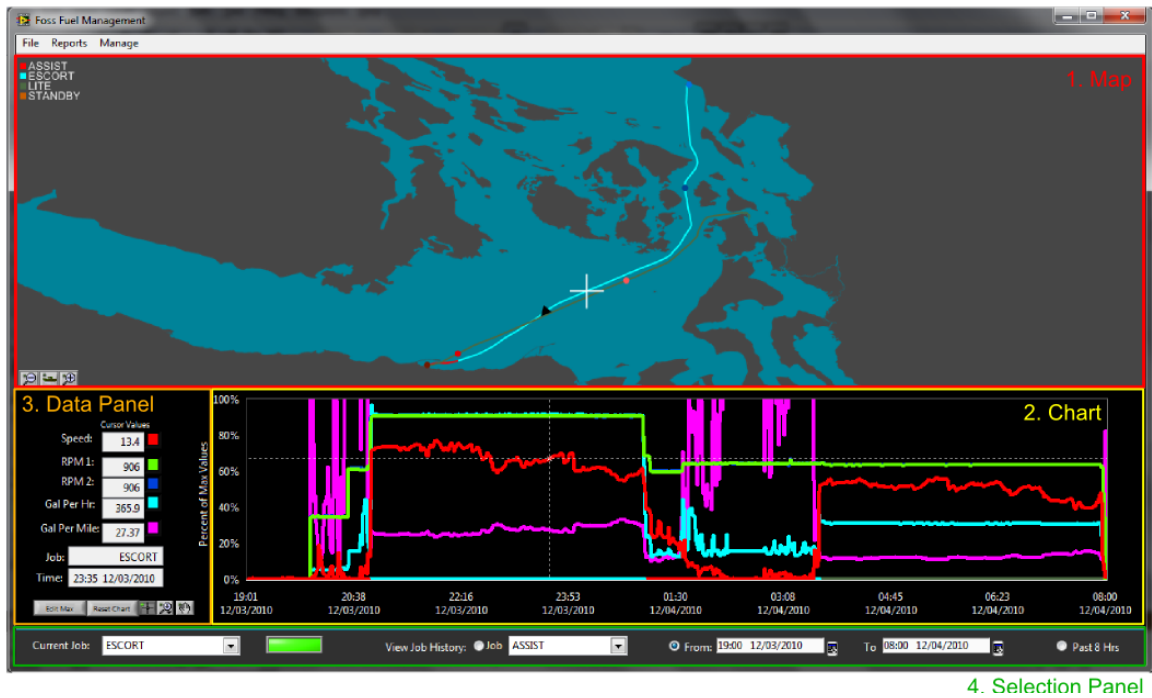 Foss Fuel Management
File Reports Manage
ASSIST
ESCORT
LITE
STANDBY
1. Map
3. Data Panel
Cursor Values
Speed: 13.4
RPM 1: 906
RPM 2: 906
Gal Per Hr: 365.9
Gal Per Mile: 27.37
Job: ESCORT
Time: 23:35 12/03/2010
Edit Max Reset Chart
2. Chart
Percent of Max Values
100%
80%
60%
40%
20%
0%
19:01 20:38 22:16 23:53 01:30 03:08 04:45 06:23 08:00
12/03/2010 12/03/2010 12/03/2010 12/03/2010 12/04/2010 12/04/2010 12/04/2010 12/04/2010 12/04/2010
Current Job: ESCORT View Job History: Job ASSIST From: 19:00 12/03/2010 To 08:00 12/04/2010 Past 8 Hrs
4. Selection Panel